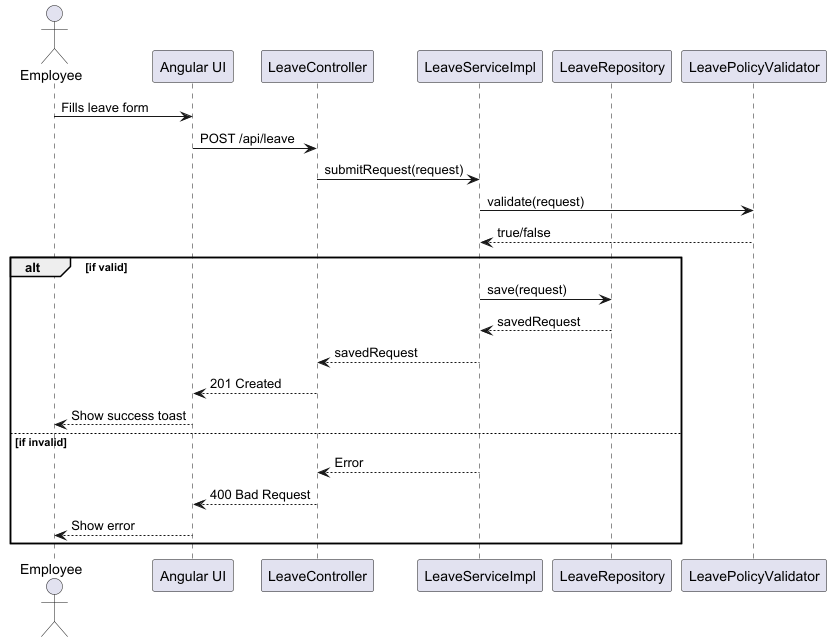 Employee
Angular UI
LeaveController
LeaveServiceImpl
LeaveRepository
LeavePolicyValidator
Fills leave form
POST /api/leave
submitRequest(request)
validate(request)
true/false
alt
[if valid]
save(request)
savedRequest
savedRequest
201 Created
Show success toast
[if invalid]
Error
400 Bad Request
Show error
Employee
Angular UI
LeaveController
LeaveServiceImpl
LeaveRepository
LeavePolicyValidator